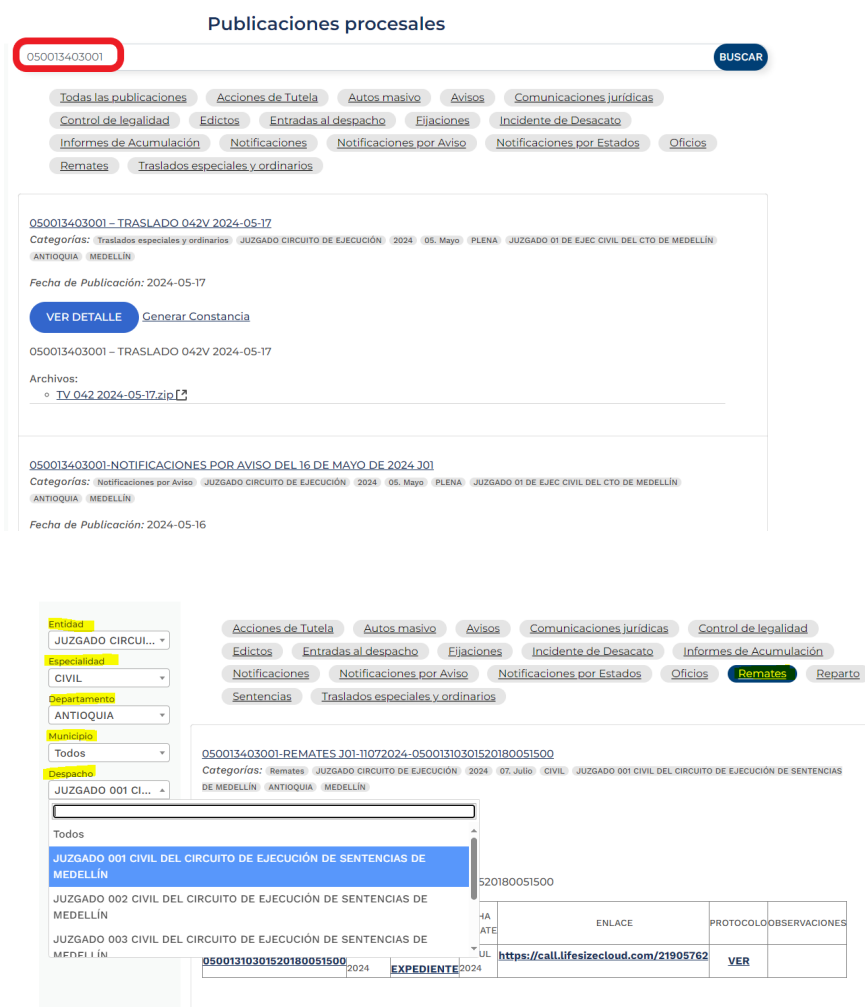 Publicaciones procesales
050013403001
BUSCAR
Todas las publicaciones Acciones de Tutela Autos masivo Avisos Comunicaciones jurídicas
Control de legalidad Edictos Entradas al despacho Fijaciones Incidente de Desacato
Informes de Acumulación Notificaciones Notificaciones por Aviso Notificaciones por Estados Oficios
Remates Traslados especiales y ordinarios
050013403001 – TRASLADO 042V 2024-05-17
Categorías: Traslados especiales y ordinarios JUZGADO CIRCUITO DE EJECUCIÓN 2024 05. Mayo PLENA JUZGADO 01 DE EJEC CIVIL DEL CTO DE MEDELLÍN
ANTIOQUIA MEDELLÍN
Fecha de Publicación: 2024-05-17
VER DETALLE Generar Constancia
050013403001 – TRASLADO 042V 2024-05-17
Archivos:
TV 042 2024-05-17.zip
050013403001-NOTIFICACIONES POR AVISO DEL 16 DE MAYO DE 2024 J01
Categorías: Notificaciones por Aviso JUZGADO CIRCUITO DE EJECUCIÓN 2024 05. Mayo PLENA JUZGADO 01 DE EJEC CIVIL DEL CTO DE MEDELLÍN
ANTIOQUIA MEDELLÍN
Fecha de Publicación: 2024-05-16
Entidad
JUZGADO CIRCUI...
Especialidad
CIVIL
Departamento
ANTIOQUIA
Municipio
Todos
Despacho
JUZGADO 001 CI...
Todos
JUZGADO 001 CIVIL DEL CIRCUITO DE EJECUCIÓN DE SENTENCIAS DE
MEDELLÍN
JUZGADO 002 CIVIL DEL CIRCUITO DE EJECUCIÓN DE SENTENCIAS DE
MEDELLÍN
JUZGADO 003 CIVIL DEL CIRCUITO DE EJECUCIÓN DE SENTENCIAS DE
MEDELLÍN
Acciones de Tutela Autos masivo Avisos Comunicaciones jurídicas Control de legalidad
Edictos Entradas al despacho Fijaciones Incidente de Desacato Informes de Acumulación
Notificaciones Notificaciones por Aviso Notificaciones por Estados Oficios Remates Reparto
Sentencias Traslados especiales y ordinarios
050013403001-REMATES J01-11072024-05001310301520180051500
Categorías: Remates JUZGADO CIRCUITO DE EJECUCIÓN 2024 07. Julio CIVIL JUZGADO 001 CIVIL DEL CIRCUITO DE EJECUCIÓN DE SENTENCIAS
DE MEDELLÍN ANTIOQUIA MEDELLÍN
520180051500
HA
ATE
ENLACE PROTOCOLO OBSERVACIONES
UL
https://call.lifesizecloud.com/21905762 VER
05001310301520180051500 2024 EXPEDIENTE 2024